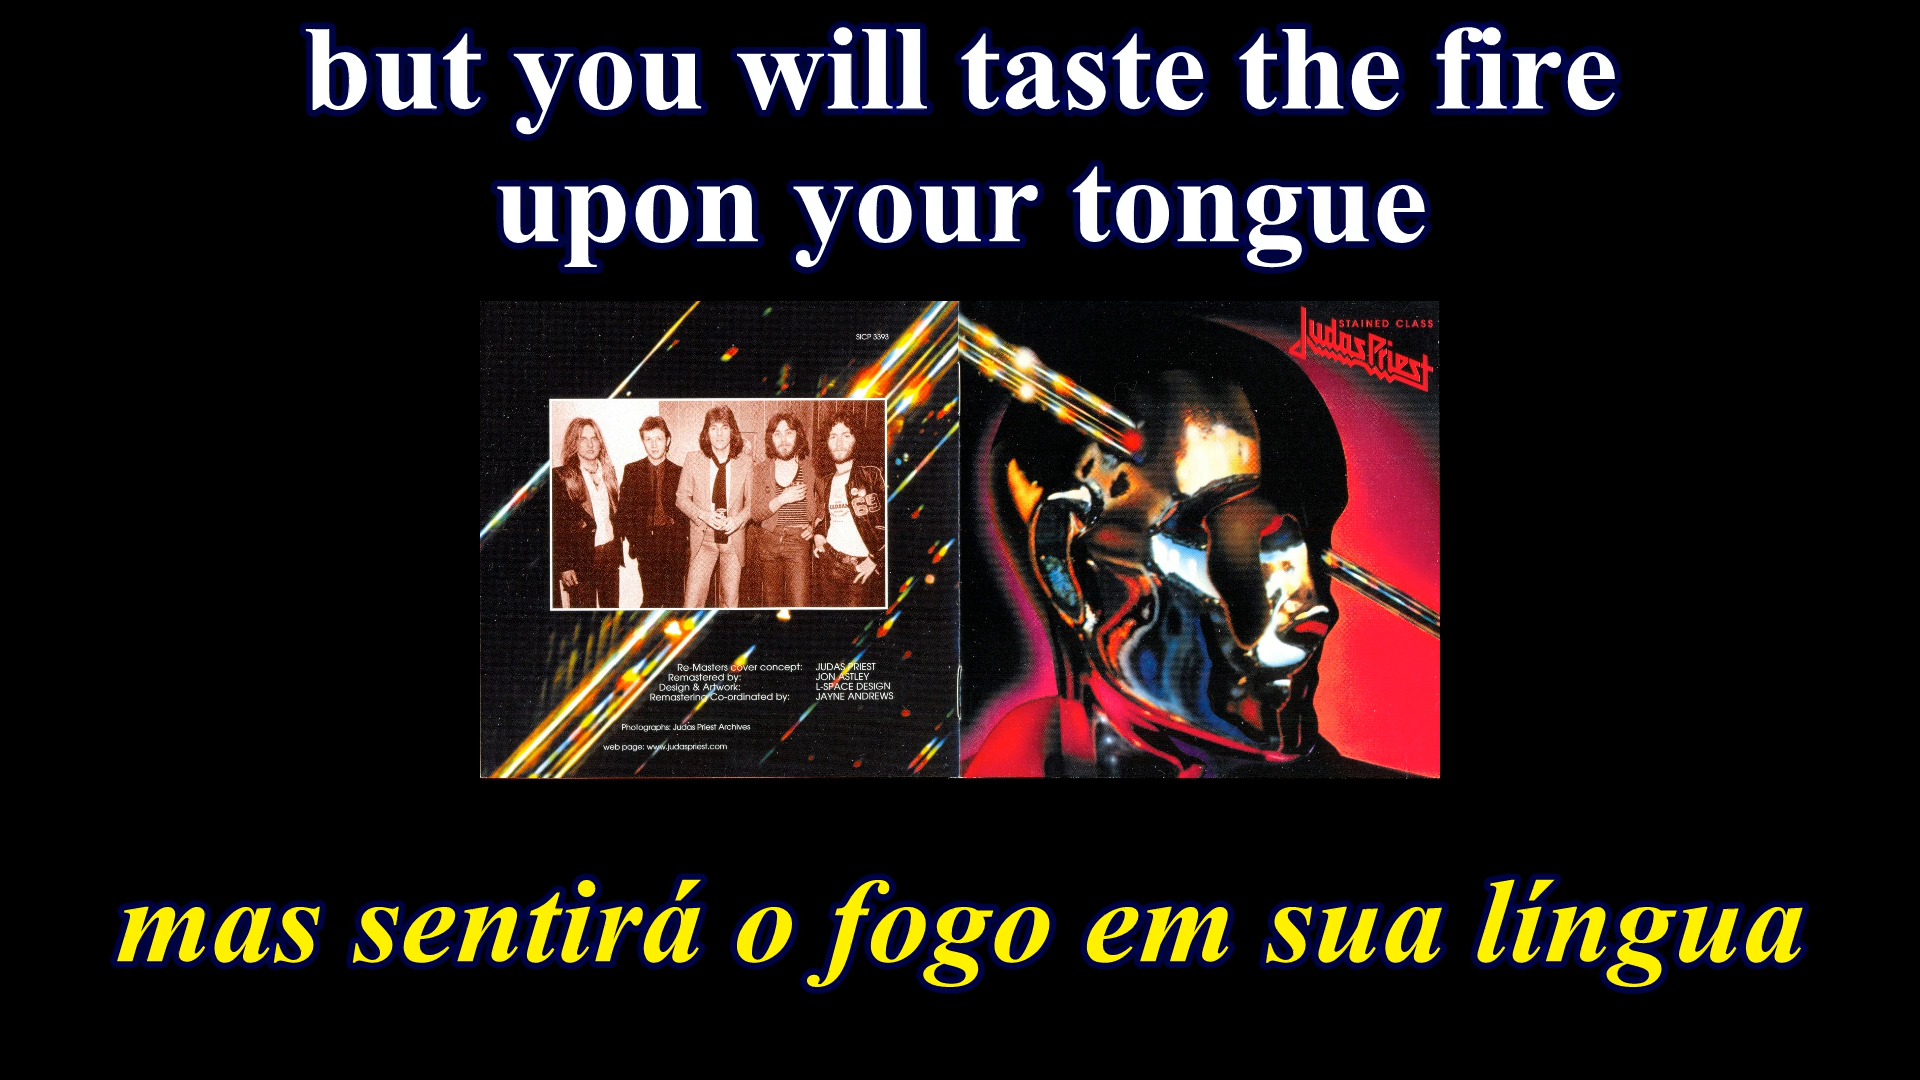 but you will taste the fire
upon your tongue
SICP 3393
STAINED CLASS
Judas Priest
Re-Masters cover concept: JUDAS PRIEST
Remastered by: JON ASTLEY
Design & Artwork: L-SPACE DESIGN
Remastering Co-ordinated by: JAYNE ANDREWS
Photographs: Judas Priest Archives
web page: www.judaspriest.com
mas sentirá o fogo em sua língua